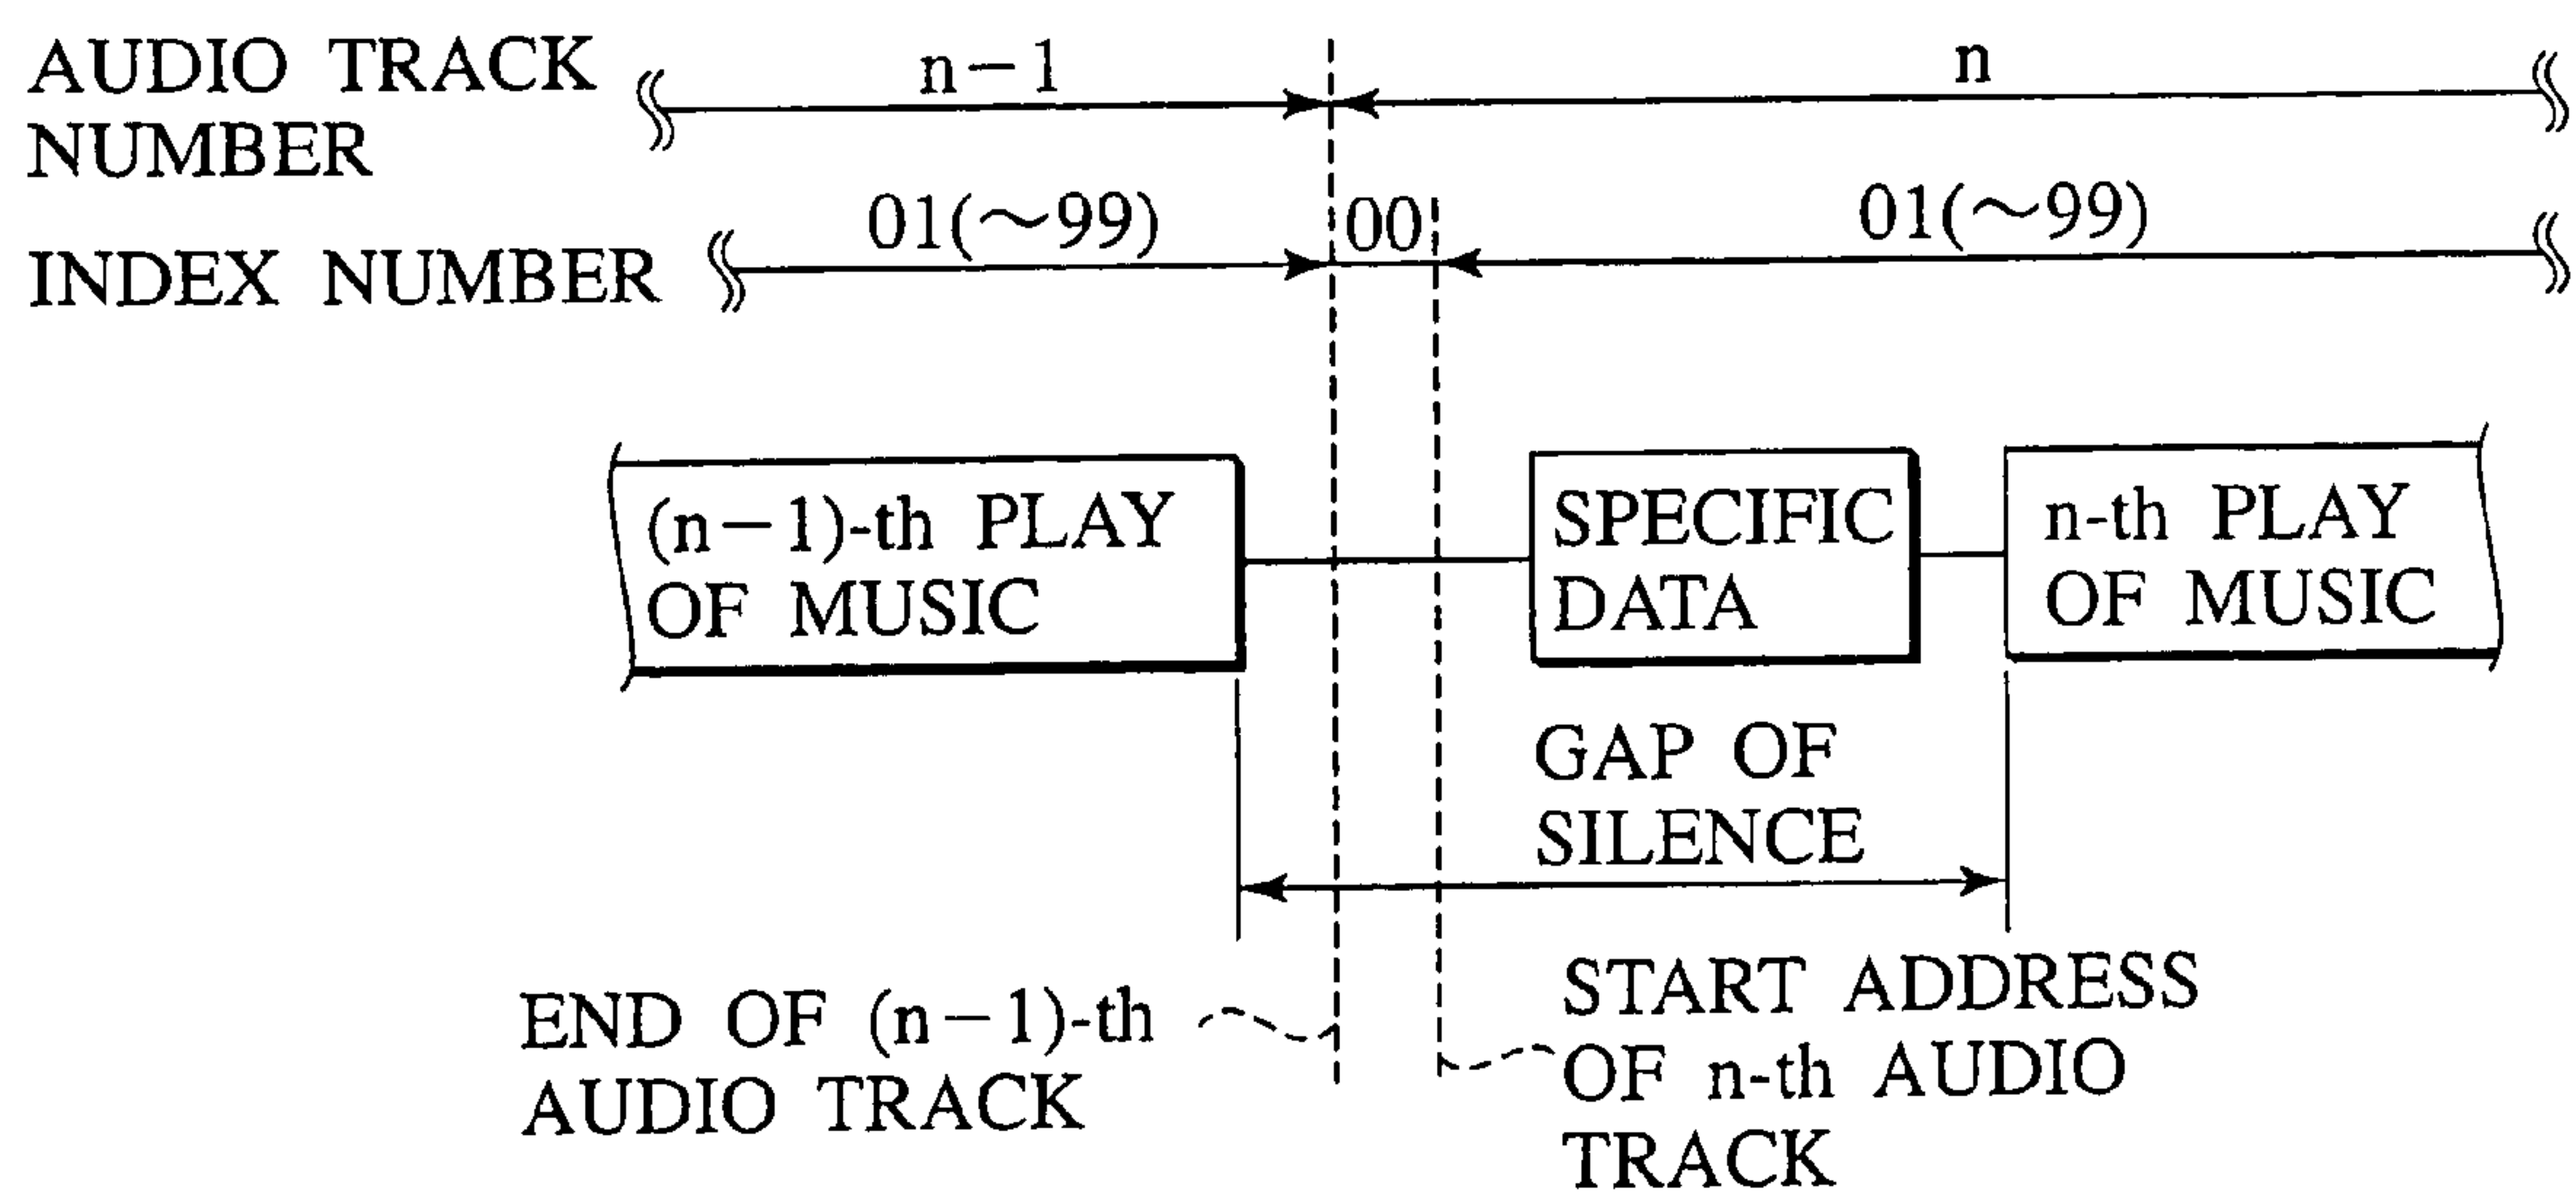 AUDIO TRACK
NUMBER
n−1
n
INDEX NUMBER
01(～99)
00
01(～99)
(n−1)-th PLAY
OF MUSIC
SPECIFIC
DATA
n-th PLAY
OF MUSIC
GAP OF
SILENCE
END OF (n−1)-th
AUDIO TRACK
START ADDRESS
OF n-th AUDIO
TRACK